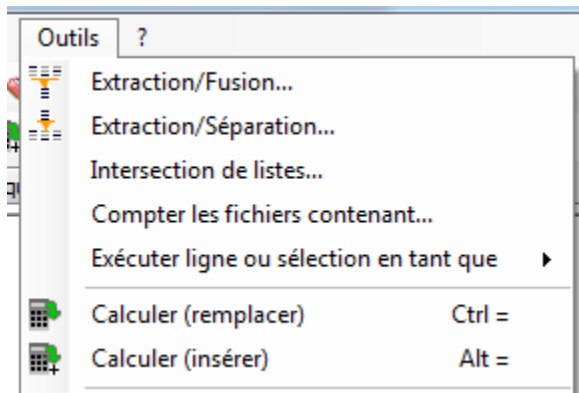 Outils ?
Extraction/Fusion...
Extraction/Séparation...
Intersection de listes...
Compter les fichiers contenant...
Exécuter ligne ou sélection en tant que
Calculer (remplacer) Ctrl =
Calculer (insérer) Alt =